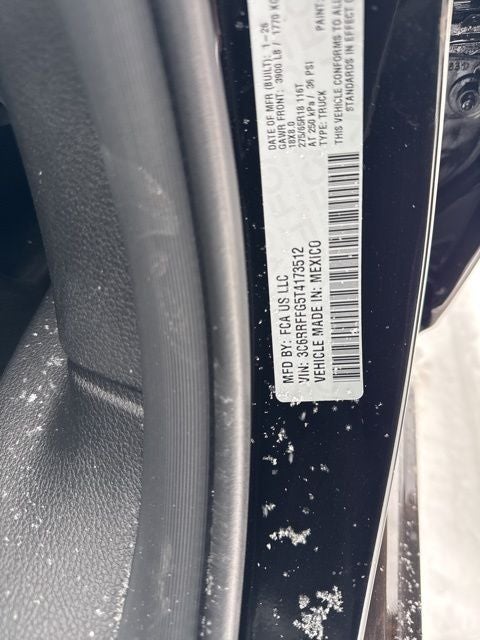 MFD BY: FCA US LLC
VIN: 3C6RRFFG5T4173512
VEHICLE MADE IN: MEXICO
DATE OF MFR (BUILT): 1-26
GAWR FRONT: 3900 LB / 1770 KG
18X8.0
275/65R18 116T
AT 250 kPa / 36 PSI
TYPE: TRUCK
PAINT:
THIS VEHICLE CONFORMS TO A
STANDARDS IN EFFECT O